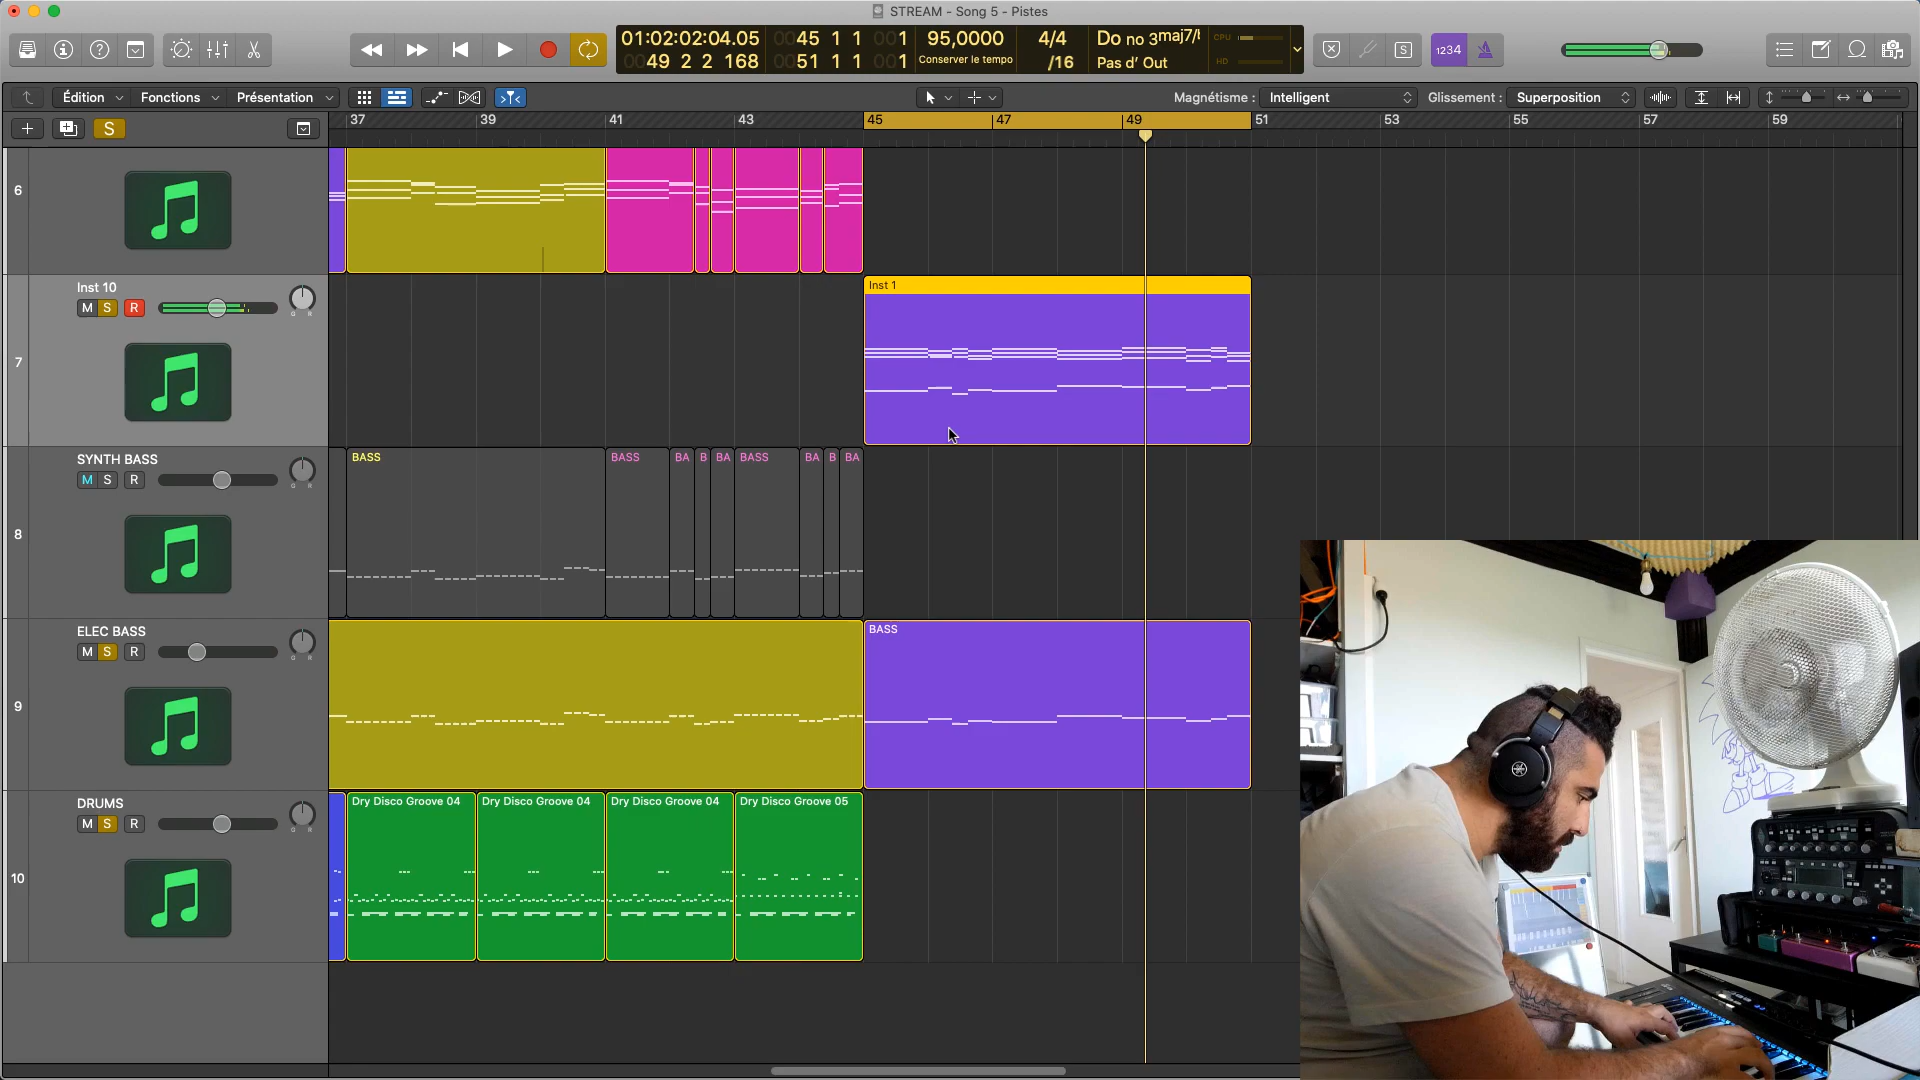 STREAM - Song 5 - Pistes
01:02:02:04.05
0049 2 2 168
0045 1 1 001
0051 1 1 001
95,0000
Conserver le tempo
4/4
/16
Do no 3maj7/
Pas d' Out
CPU
HD
S
1234
Édition
Fonctions
Présentation
Magnétisme :
Intelligent
Glissement :
Superposition
S
37
39
41
43
45
47
49
51
53
55
57
59
6
Inst 10
M S R
7
Inst 1
SYNTH BASS
M S R
8
BASS
BASS
BA
B
BA
BASS
BA
B
BA
ELEC BASS
M S R
9
BASS
DRUMS
M S R
10
Dry Disco Groove 04
Dry Disco Groove 04
Dry Disco Groove 04
Dry Disco Groove 05